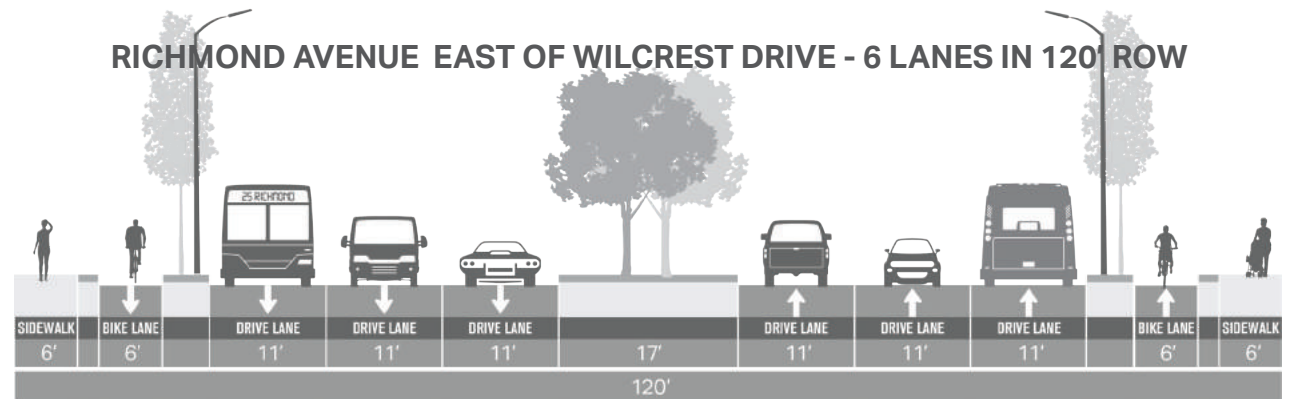 RICHMOND AVENUE EAST OF WILCREST DRIVE - 6 LANES IN 120' ROW
25 RICHMOND
SIDEWALK BIKE LANE DRIVE LANE DRIVE LANE DRIVE LANE DRIVE LANE DRIVE LANE DRIVE LANE BIKE LANE SIDEWALK
6' 6' 11' 11' 11' 17' 11' 11' 11' 6' 6'
120'